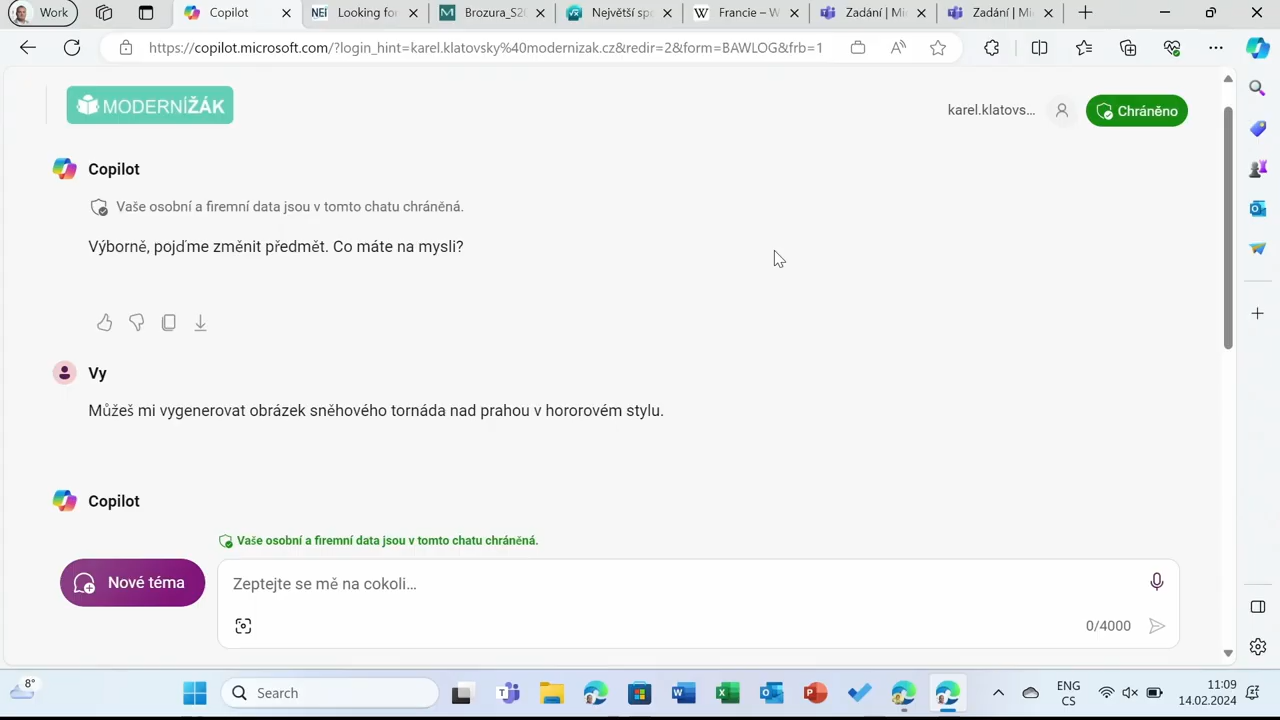 Work
Copilot
Looking fo
Brozura_S20
Největší sp
Garrancie – W
Zadání | Mi
Zadání | Mi
https://copilot.microsoft.com/?login_hint=karel.klatovsky%40modernizak.cz&redir=2&form=BAWLOG&frb=1
MODERNÍŽÁK
karel.klatovs...
Chráněno
Copilot
Vaše osobní a firemní data jsou v tomto chatu chráněná.
Výborně, pojďme změnit předmět. Co máte na mysli?
Vy
Můžeš mi vygenerovat obrázek sněhového tornáda nad prahou v hororovém stylu.
Copilot
Vaše osobní a firemní data jsou v tomto chatu chráněná.
Nové téma
Zeptejte se mě na cokoli...
0/4000
8°
Search
ENG
CS
11:09
14.02.2024